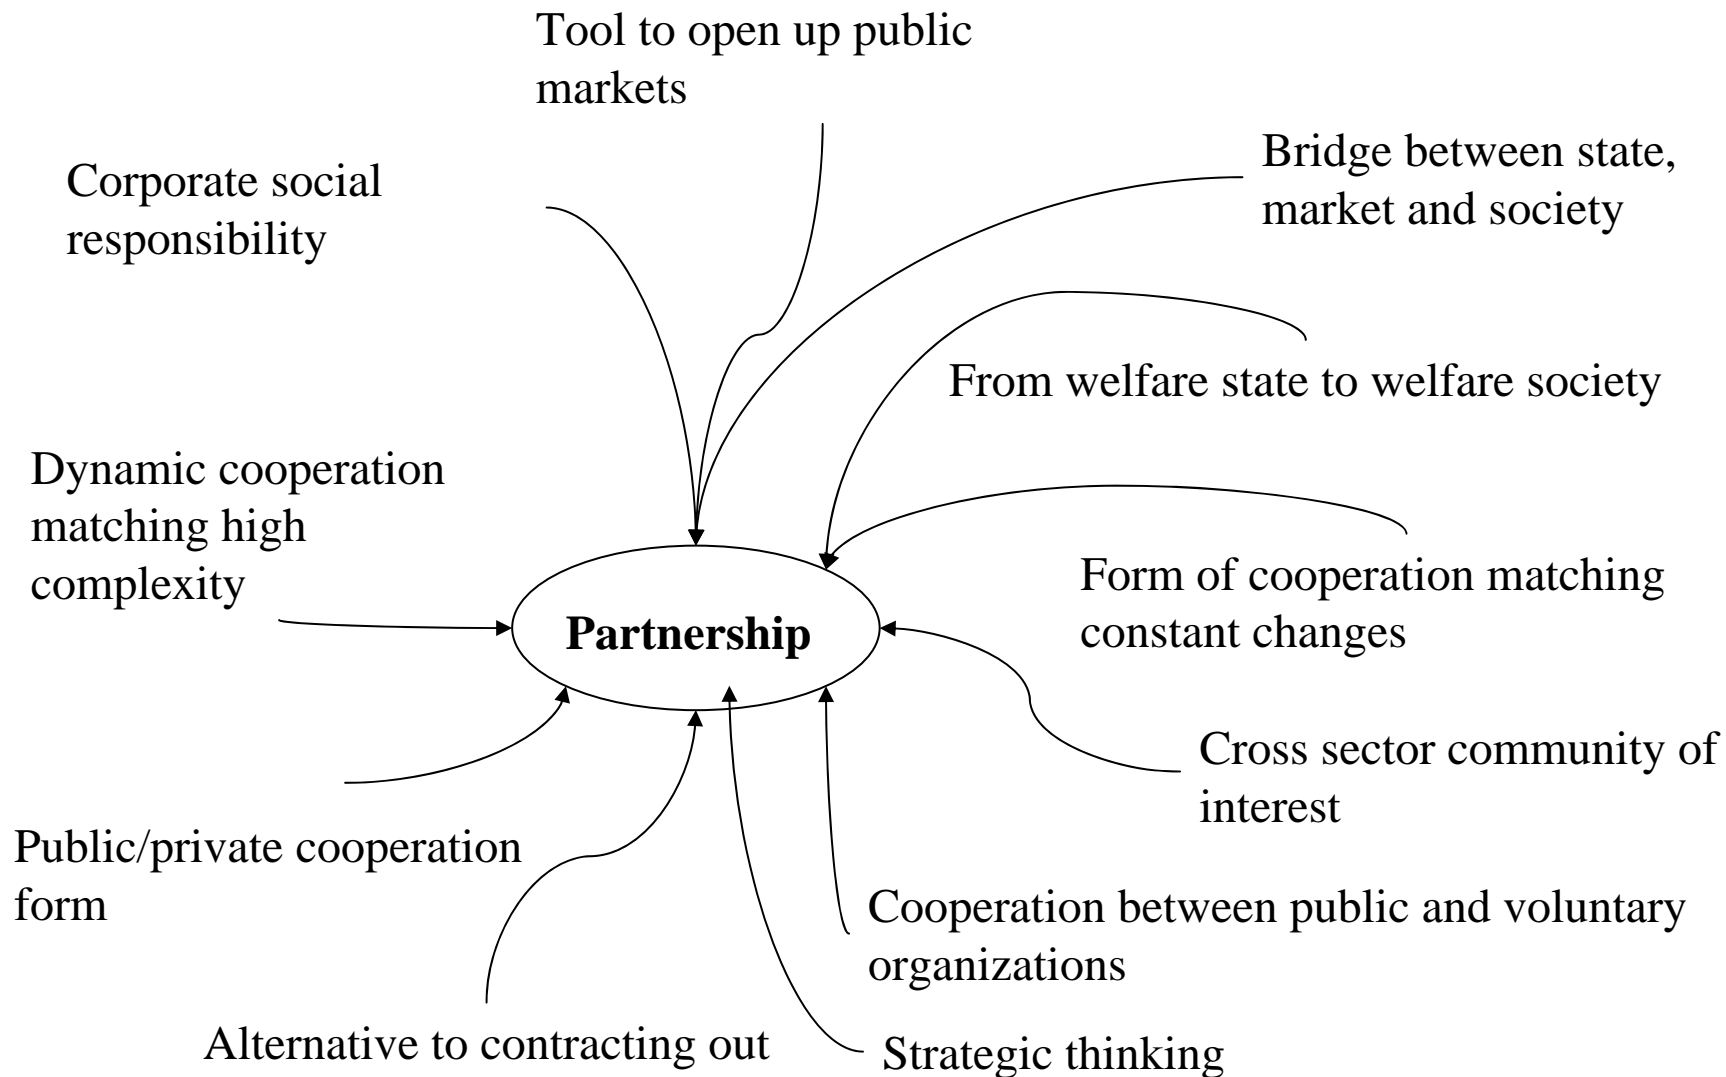 Tool to open up public
markets
Bridge between state,
market and society
Corporate social
responsibility
From welfare state to welfare society
Dynamic cooperation
matching high
complexity
Form of cooperation matching
constant changes
Partnership
Cross sector community of
interest
Public/private cooperation
form
Cooperation between public and voluntary
organizations
Alternative to contracting out
Strategic thinking